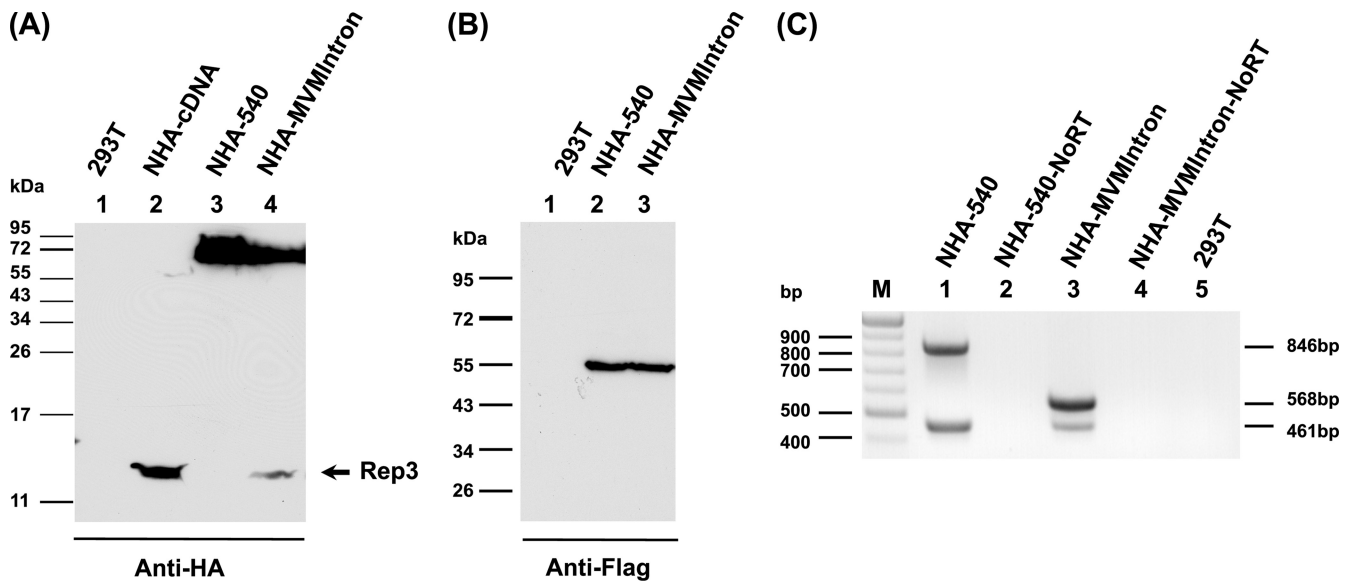 (A)
293T
NHA-cDNA
NHA-540
NHA-MVMIntron
kDa
1 2 3 4
95
72
55
43
34
26
17
11
Rep3
Anti-HA
(B)
293T
NHA-540
NHA-MVMIntron
1 2 3
kDa
95
72
55
43
34
26
Anti-Flag
(C)
NHA-540
NHA-540-NoRT
NHA-MVMIntron
NHA-MVMIntron-NoRT
293T
bp M 1 2 3 4 5
900
800
700
500
400
846bp
568bp
461bp